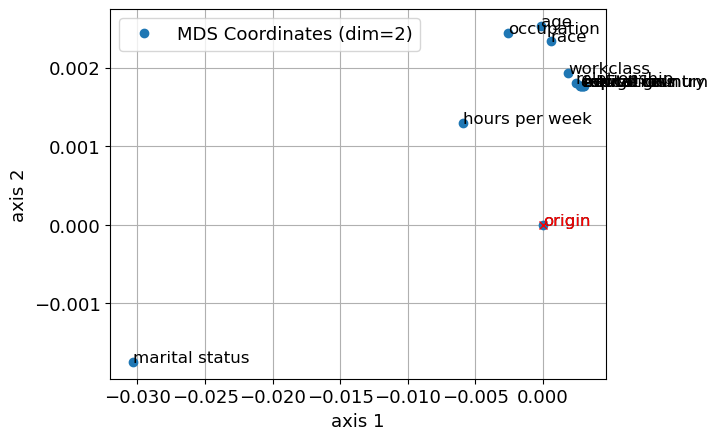 MDS Coordinates (dim=2)
age
occupation
race
workclass
hours per week
origin
marital status
0.002
0.001
0.000
−0.001
axis 2
−0.030
−0.025
−0.020
−0.015
−0.010
−0.005
0.000
axis 1